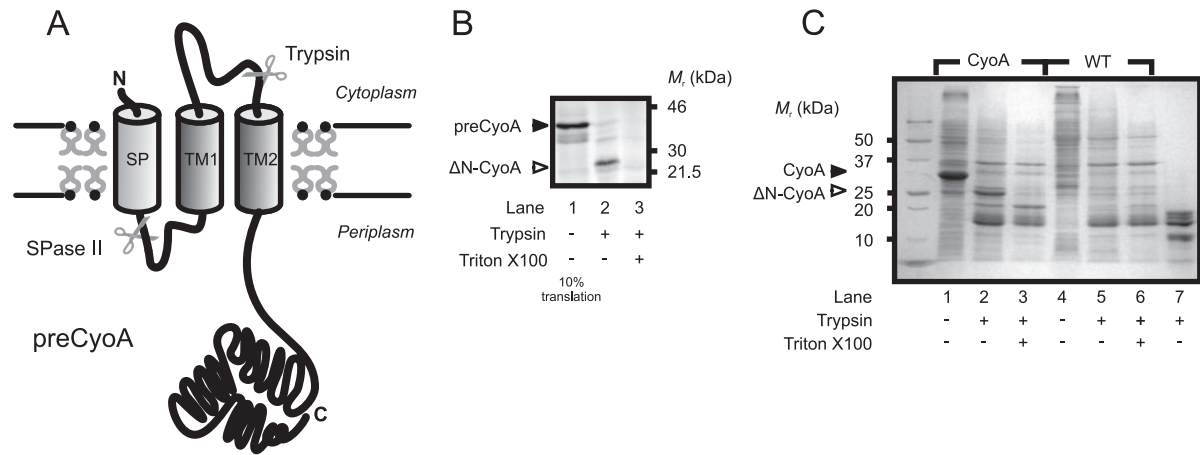 A
Trypsin
N
Cytoplasm
SP
TM1
TM2
Periplasm
SPase II
preCyoA
C
B
Mr (kDa)
46
preCyoA
30
ΔN-CyoA
21.5
Lane 1 2 3
Trypsin - + +
Triton X100 - - +
10%
translation
C
CyoA WT
Mr (kDa)
50
37
CyoA
ΔN-CyoA 25
20
10
Lane 1 2 3 4 5 6 7
Trypsin - + + - + + +
Triton X100 - - + - - + -